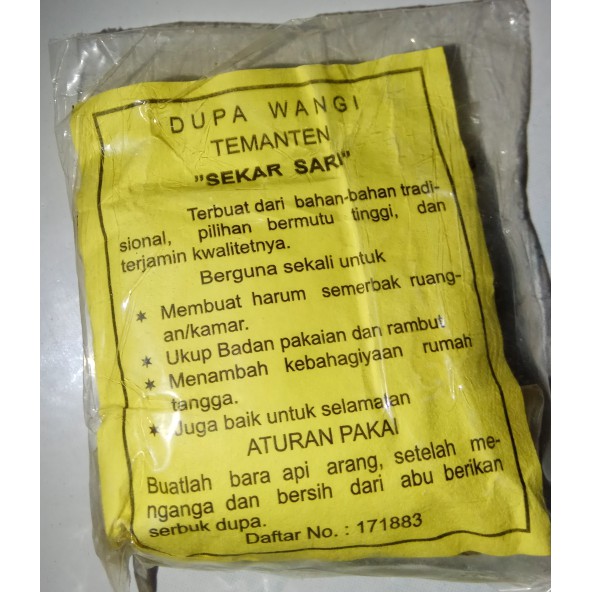 DUPA WANGI
TEMANTEN
"SEKAR SARI"
Terbuat dari bahan-bahan tradi-
sional, pilihan bermutu tinggi, dan
terjamin kwalitetnya.
Berguna sekali untuk
* Membuat harum semerbak ruang-
an/kamar.
* Ukup Badan pakaian dan rambut
* Menambah kebahagiyaan rumah
tangga.
* Juga baik untuk selamatan
ATURAN PAKAI
Buatlah bara api arang, setelah me-
nganga dan bersih dari abu berikan
serbuk dupa.
Daftar No. : 171883